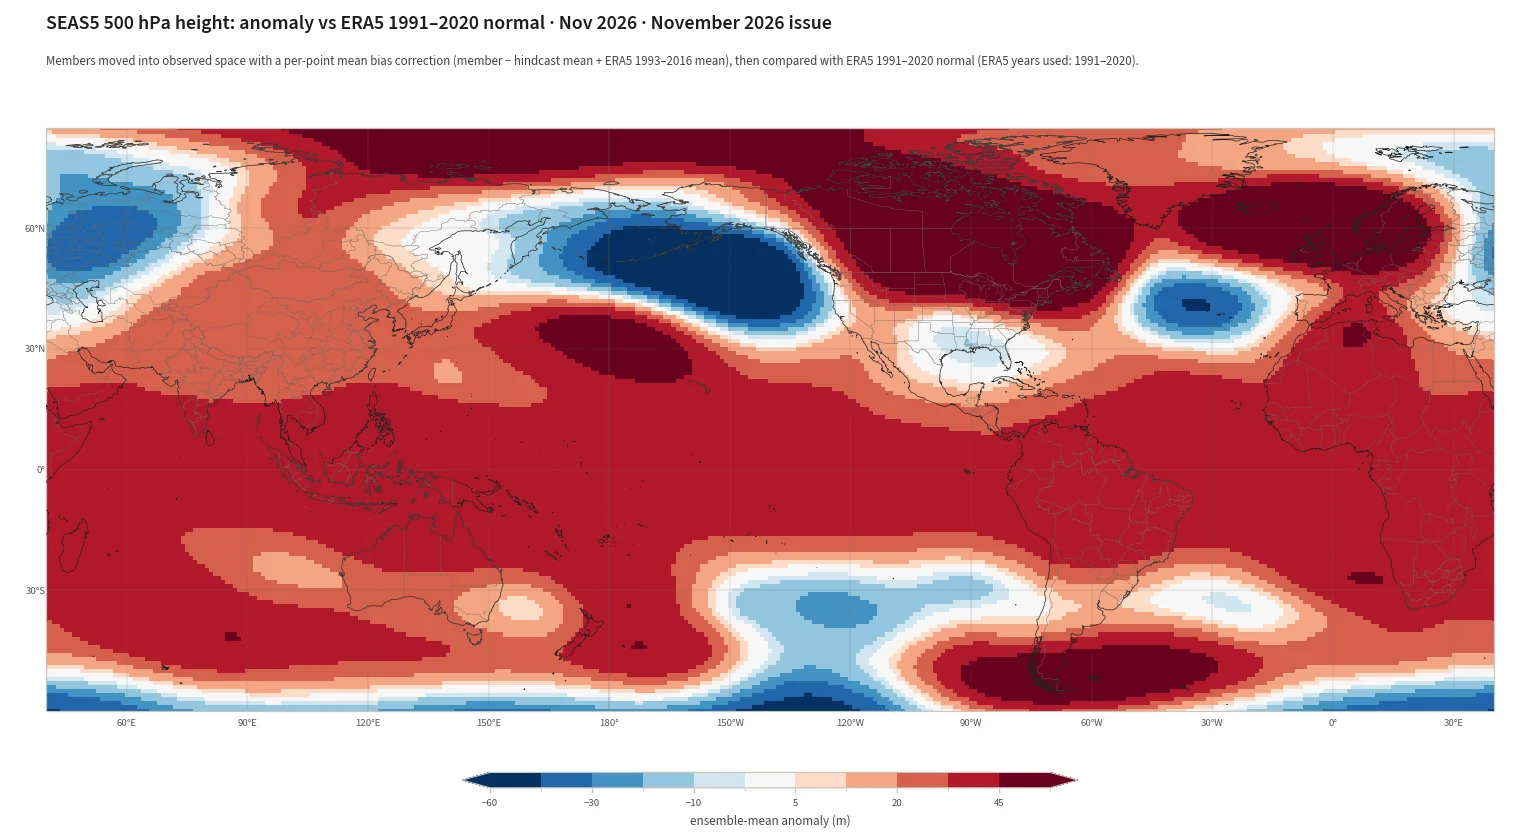 SEAS5 500 hPa height: anomaly vs ERA5 1991–2020 normal · Nov 2026 · November 2026 issue
Members moved into observed space with a per-point mean bias correction (member − hindcast mean + ERA5 1993–2016 mean), then compared with ERA5 1991–2020 normal (ERA5 years used: 1991–2020).
60°N
30°N
0°
30°S
60°E 90°E 120°E 150°E 180° 150°W 120°W 90°W 60°W 30°W 0° 30°E
−60 −30 −10 5 20 45
ensemble-mean anomaly (m)